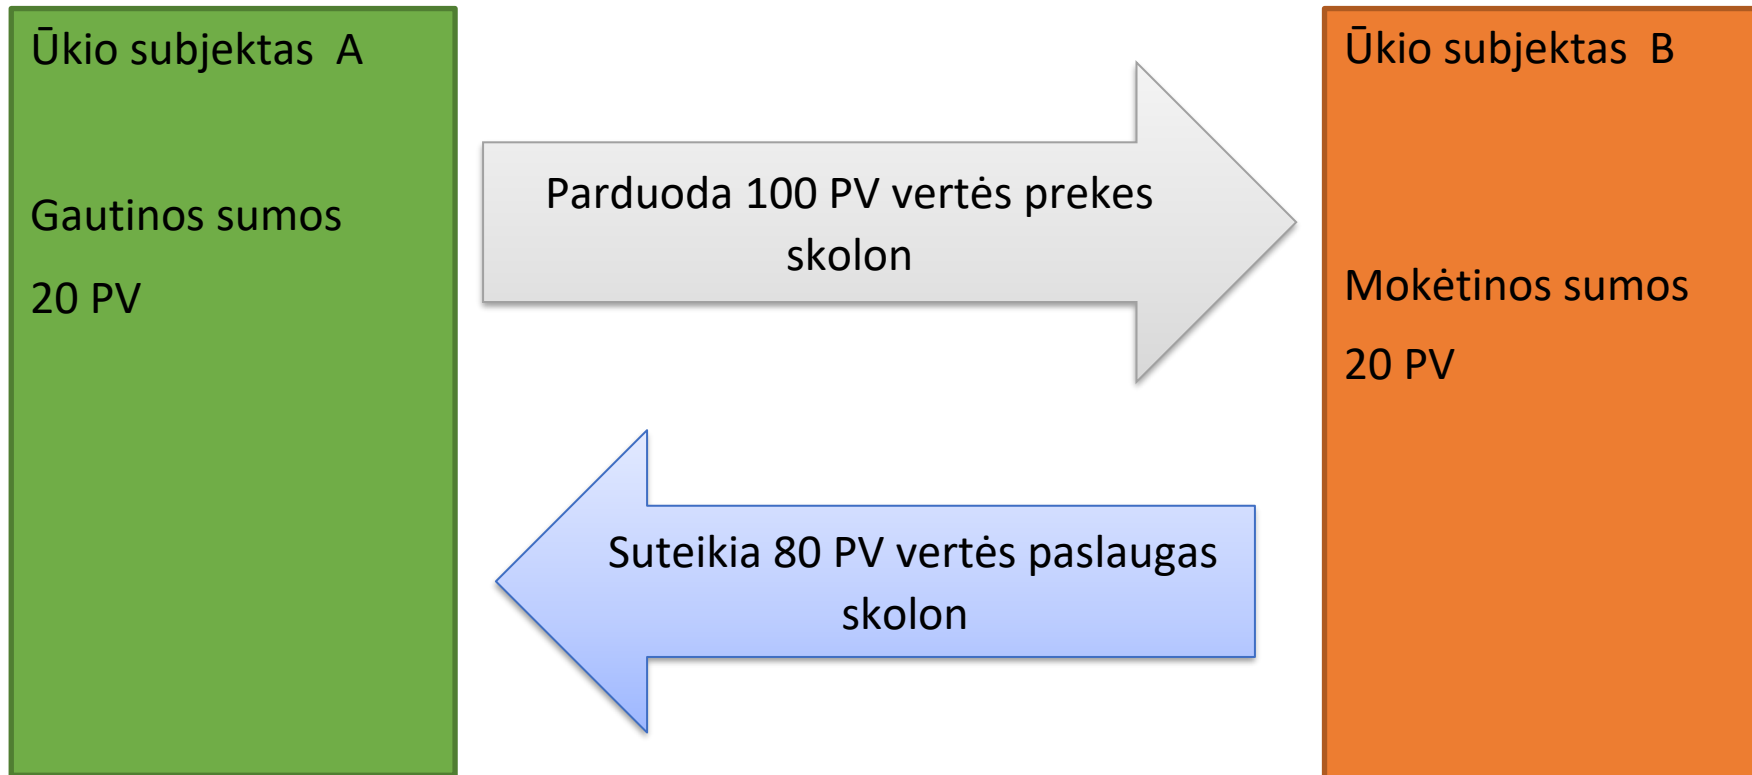 Ūkio subjektas A
Gautinos sumos
20 PV
Parduoda 100 PV vertės prekes
skolon
Suteikia 80 PV vertės paslaugas
skolon
Ūkio subjektas B
Mokėtinos sumos
20 PV